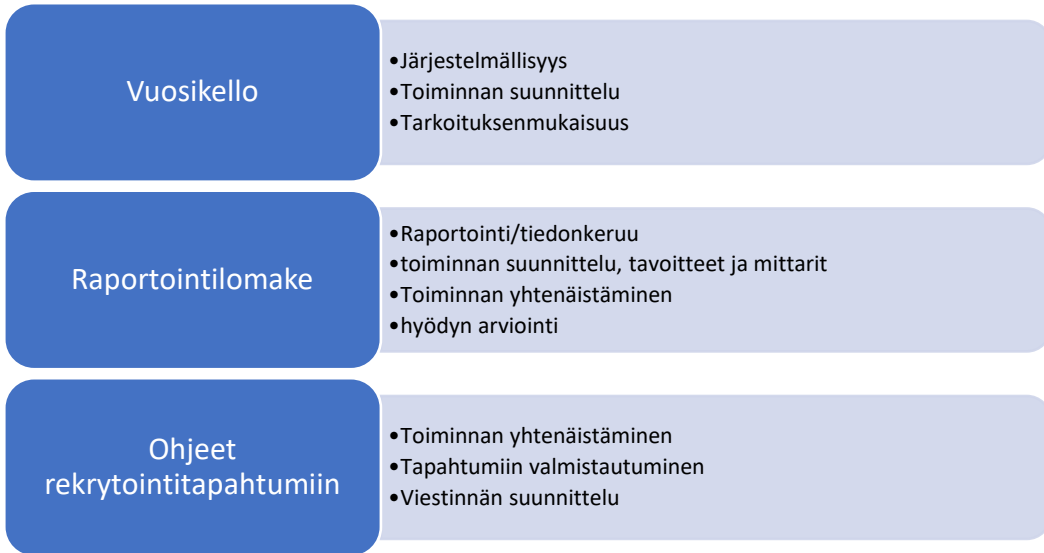 Vuosikello
•Järjestelmällisyys
•Toiminnan suunnittelu
•Tarkoituksenmukaisuus
Raportointilomake
•Raportointi/tiedonkeruu
•toiminnan suunnittelu, tavoitteet ja mittarit
•Toiminnan yhtenäistäminen
•hyödyn arviointi
Ohjeet
rekrytointitapahtumiin
•Toiminnan yhtenäistäminen
•Tapahtumiin valmistautuminen
•Viestinnän suunnittelu